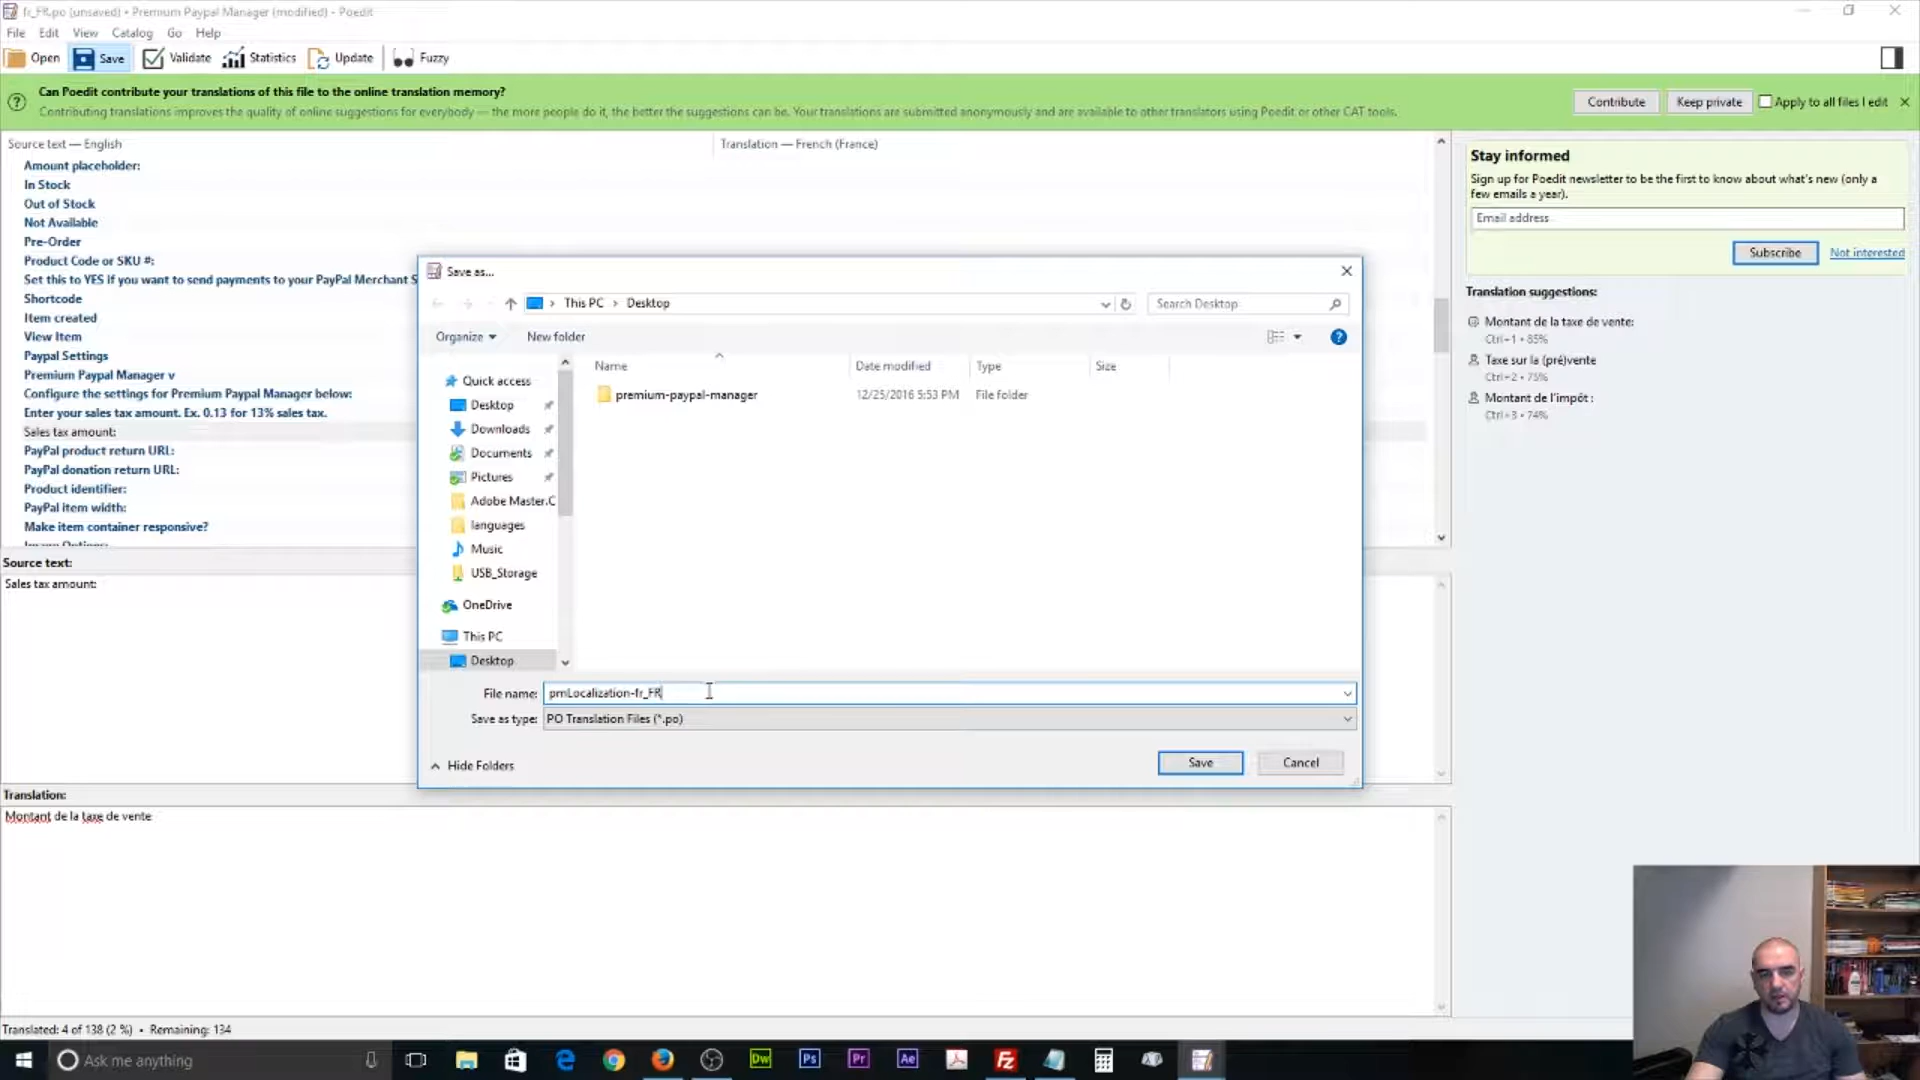 fr_FR.po (unsaved) • Premium Paypal Manager (modified) - Poedit
File Edit View Catalog Go Help
Open Save Validate Statistics Update Fuzzy
Can Poedit contribute your translations of this file to the online translation memory?
Contributing translations improves the quality of online suggestions for everybody — the more people do it, the better the suggestions can be. Your translations are submitted anonymously and are available to other translators using Poedit or other CAT tools.
Contribute Keep private Apply to all files I edit
Source text — English
Translation — French (France)
Amount placeholder:
In Stock
Out of Stock
Not Available
Pre-Order
Product Code or SKU #:
Set this to YES if you want to send payments to your PayPal Merchant S
Shortcode
Item created
View Item
Paypal Settings
Premium Paypal Manager v
Configure the settings for Premium Paypal Manager below:
Enter your sales tax amount. Ex. 0.13 for 13% sales tax.
Sales tax amount:
PayPal product return URL:
PayPal donation return URL:
Product identifier:
PayPal item width:
Make item container responsive?
Image Options:
Source text:
Sales tax amount:
Translation:
Montant de la taxe de vente
Translated: 4 of 138 (2 %) • Remaining: 134
Stay informed
Sign up for Poedit newsletter to be the first to know about what's new (only a
few emails a year).
Email address
Subscribe Not interested
Translation suggestions:
Montant de la taxe de vente:
Ctrl+1 • 85%
Taxe sur la (pré)vente
Ctrl+2 • 75%
Montant de l'impôt :
Ctrl+3 • 74%
Save as...
This PC › Desktop
Search Desktop
Organize New folder
Name Date modified Type Size
premium-paypal-manager 12/25/2016 5:53 PM File folder
Quick access
Desktop
Downloads
Documents
Pictures
Adobe Master.C
languages
Music
USB_Storage
OneDrive
This PC
Desktop
File name: pmLocalization-fr_FR
Save as type: PO Translation Files (*.po)
Hide Folders
Save Cancel
Ask me anything
Dw Ps Pr Ae
Fz